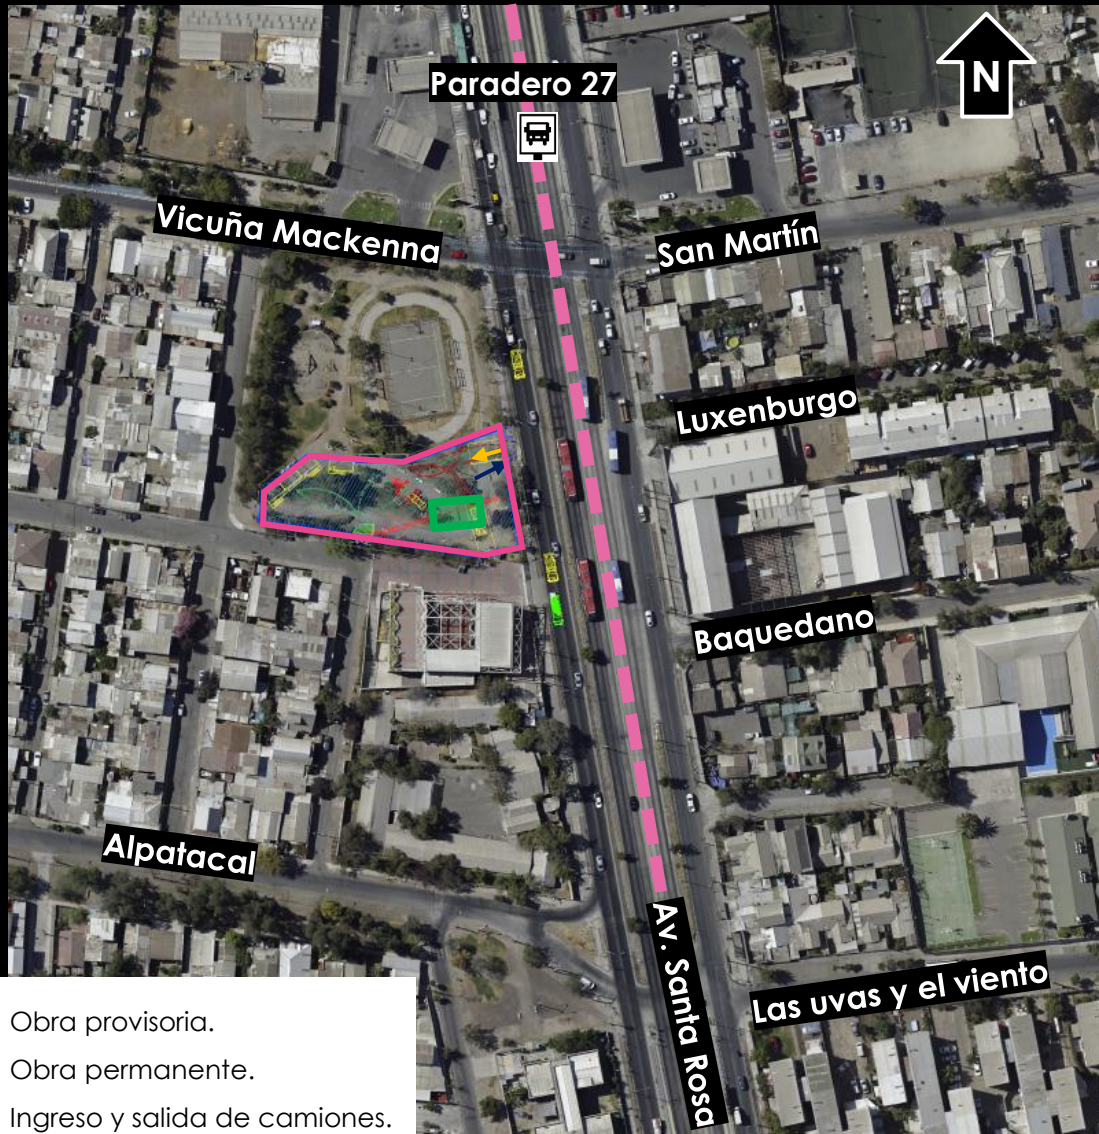 Paradero 27
N
Vicuña Mackenna
San Martín
Luxenburgo
Baquedano
Alpatacal
Av. Santa Rosa
Las uvas y el viento
Obra provisoria.
Obra permanente.
Ingreso y salida de camiones.